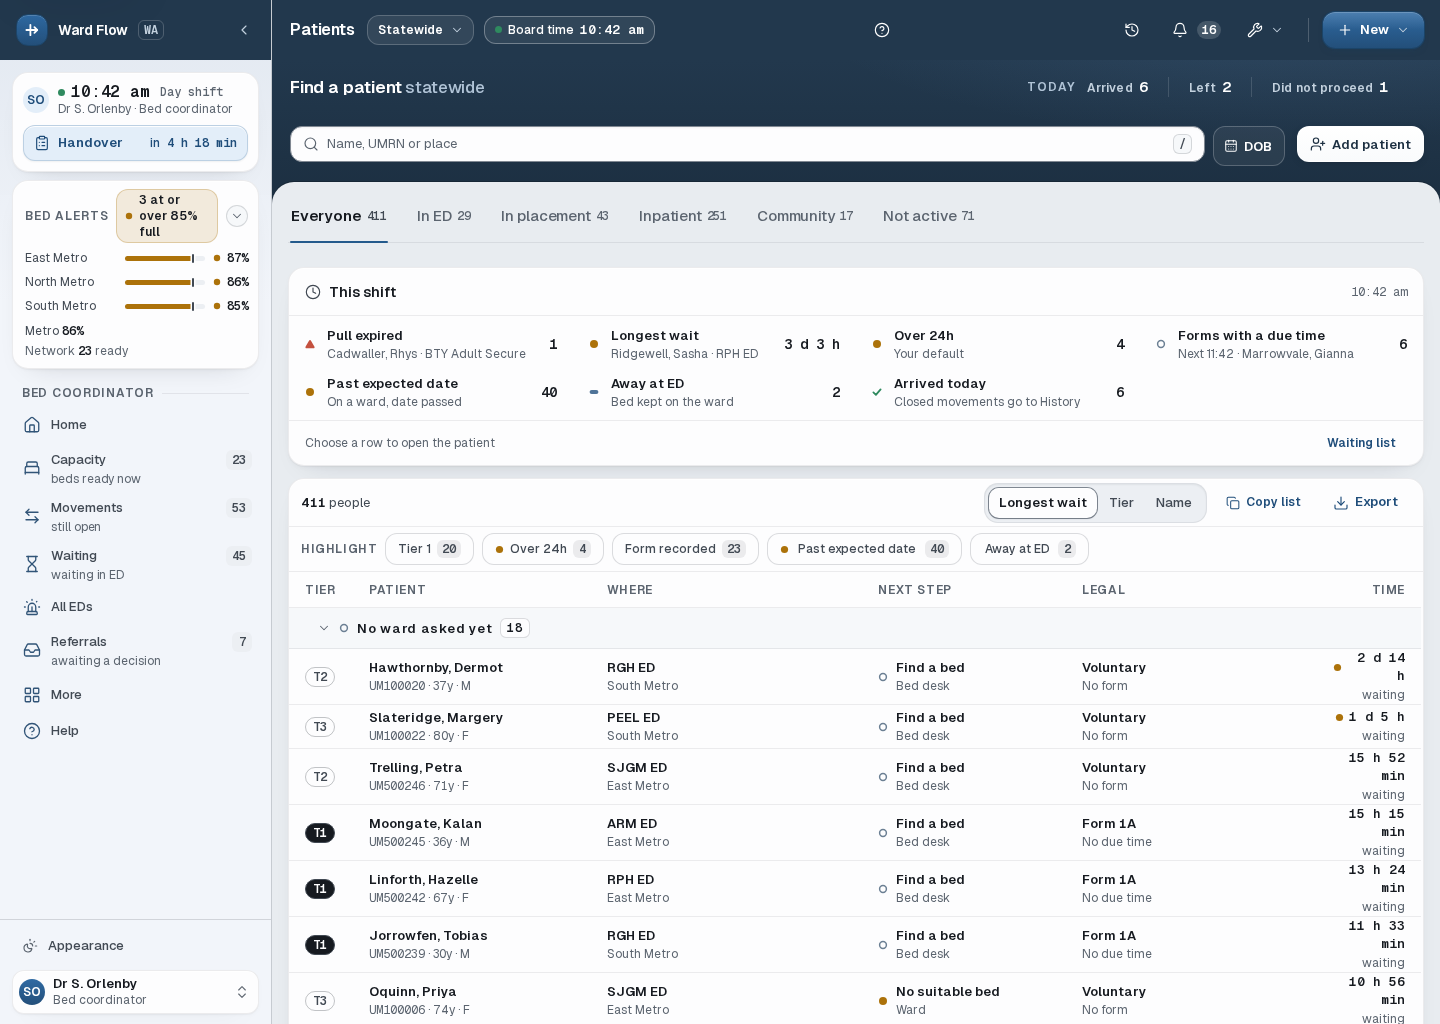 Ward Flow WA
SO
10:42 am Day shift
Dr S. Orlenby · Bed coordinator
Handover in 4 h 18 min
BED ALERTS
3 at or
over 85%
full
East Metro 87%
North Metro 86%
South Metro 85%
Metro 86%
Network 23 ready
BED COORDINATOR
Home
Capacity 23
beds ready now
Movements 53
still open
Waiting 45
waiting in ED
All EDs
Referrals 7
awaiting a decision
More
Help
Appearance
SO
Dr S. Orlenby
Bed coordinator
Patients
Statewide
Board time 10:42 am
16
New
Find a patient statewide
TODAY Arrived 6 Left 2 Did not proceed 1
Name, UMRN or place /
DOB
Add patient
Everyone 411 In ED 29 In placement 43 Inpatient 251 Community 17 Not active 71
This shift 10:42 am
Pull expired 1
Cadwaller, Rhys · BTY Adult Secure
Longest wait 3 d 3 h
Ridgewell, Sasha · RPH ED
Over 24h 4
Your default
Forms with a due time 6
Next 11:42 · Marrowvale, Gianna
Past expected date 40
On a ward, date passed
Away at ED 2
Bed kept on the ward
Arrived today 6
Closed movements go to History
Choose a row to open the patient Waiting list
411 people Longest wait Tier Name Copy list Export
HIGHLIGHT Tier 1 20 Over 24h 4 Form recorded 23 Past expected date 40 Away at ED 2
TIER PATIENT WHERE NEXT STEP LEGAL TIME
No ward asked yet 18
T2 Hawthornby, Dermot RGH ED Find a bed Voluntary 2 d 14 h
UM100020 · 37y · M South Metro Bed desk No form waiting
T3 Slateridge, Margery PEEL ED Find a bed Voluntary 1 d 5 h
UM100022 · 80y · F South Metro Bed desk No form waiting
T2 Trelling, Petra SJGM ED Find a bed Voluntary 15 h 52 min
UM500246 · 71y · F East Metro Bed desk No form waiting
T1 Moongate, Kalan ARM ED Find a bed Form 1A 15 h 15 min
UM500245 · 36y · M East Metro Bed desk No due time waiting
T1 Linforth, Hazelle RPH ED Find a bed Form 1A 13 h 24 min
UM500242 · 67y · F East Metro Bed desk No due time waiting
T1 Jorrowfen, Tobias RGH ED Find a bed Form 1A 11 h 33 min
UM500239 · 30y · M South Metro Bed desk No due time waiting
T3 Oquinn, Priya SJGM ED No suitable bed Voluntary 10 h 56 min
UM100006 · 74y · F East Metro Ward No form waiting